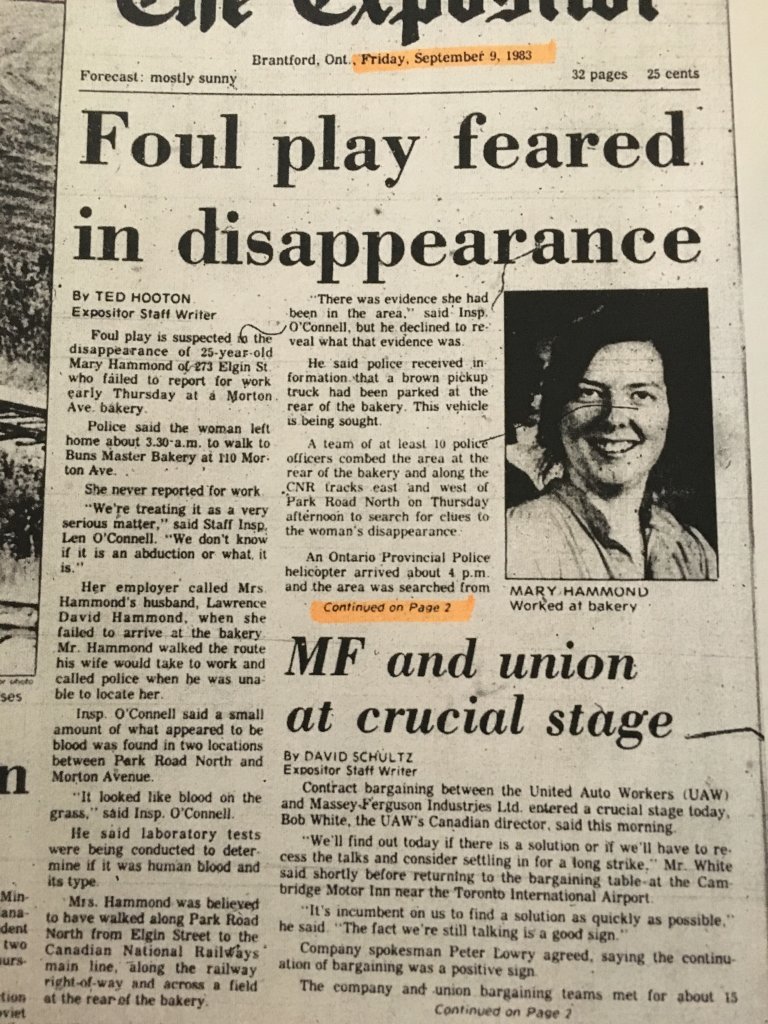 The Expositor
Brantford, Ont., Friday, September 9, 1983
Forecast: mostly sunny
32 pages 25 cents
Foul play feared
in disappearance
By TED HOOTON
Expositor Staff Writer
Foul play is suspected in the
disappearance of 25-year-old
Mary Hammond of 273 Elgin St.
who failed to report for work
early Thursday at a Morton
Ave. bakery.
Police said the woman left
home about 3.30 a.m. to walk to
Buns Master Bakery at 110 Mor-
ton Ave.
She never reported for work.
"We're treating it as a very
serious matter," said Staff Insp.
Len O'Connell. "We don't know
if it is an abduction or what it
is."
Her employer called Mrs.
Hammond's husband, Lawrence
David Hammond, when she
failed to arrive at the bakery.
Mr. Hammond walked the route
his wife would take to work and
called police when he was una-
ble to locate her.
Insp. O'Connell said a small
amount of what appeared to be
blood was found in two locations
between Park Road North and
Morton Avenue.
"It looked like blood on the
grass," said Insp. O'Connell.
He said laboratory tests
were being conducted to deter-
mine if it was human blood and
its type.
Mrs. Hammond was believed
to have walked along Park Road
North from Elgin Street to the
Canadian National Railways
main line, along the railway
right-of-way and across a field
at the rear of the bakery.
"There was evidence she had
been in the area," said Insp.
O'Connell, but he declined to re-
veal what that evidence was.
He said police received in-
formation that a brown pickup
truck had been parked at the
rear of the bakery. This vehicle
is being sought.
A team of at least 10 police
officers combed the area at the
rear of the bakery and along the
CNR tracks east and west of
Park Road North on Thursday
afternoon to search for clues to
the woman's disappearance.
An Ontario Provincial Police
helicopter arrived about 4 p.m.
and the area was searched from
Continued on Page 2
MARY HAMMOND
Worked at bakery
MF and union
at crucial stage
By DAVID SCHULTZ
Expositor Staff Writer
Contract bargaining between the United Auto Workers (UAW)
and Massey-Ferguson Industries Ltd. entered a crucial stage today,
Bob White, the UAW's Canadian director, said this morning.
"We'll find out today if there is a solution or if we'll have to re-
cess the talks and consider settling in for a long strike," Mr. White
said shortly before returning to the bargaining table at the Cam-
bridge Motor Inn near the Toronto International Airport.
"It's incumbent on us to find a solution as quickly as possible,"
he said. "The fact we're still talking is a good sign."
Company spokesman Peter Lowry agreed, saying the continu-
ation of bargaining was a positive sign.
The company and union bargaining teams met for about 15
Continued on Page 2
photo
ses
n
Min-
ana-
dent
two
ours-
tion
oviet